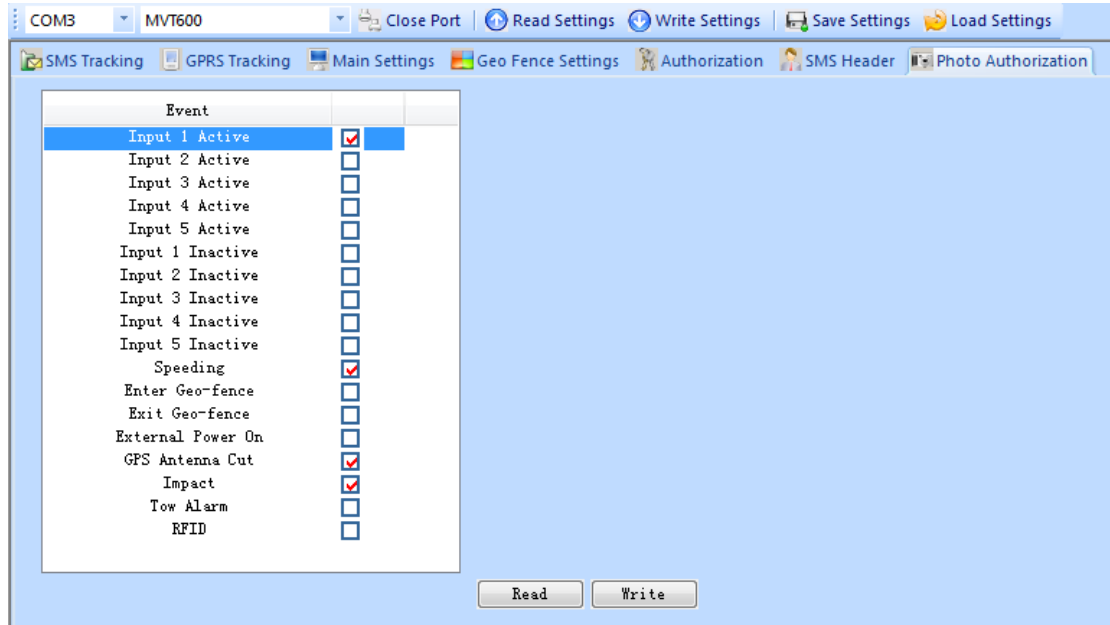 COM3 MVT600 Close Port Read Settings Write Settings Save Settings Load Settings
SMS Tracking GPRS Tracking Main Settings Geo Fence Settings Authorization SMS Header Photo Authorization
Event
Input 1 Active
Input 2 Active
Input 3 Active
Input 4 Active
Input 5 Active
Input 1 Inactive
Input 2 Inactive
Input 3 Inactive
Input 4 Inactive
Input 5 Inactive
Speeding
Enter Geo-fence
Exit Geo-fence
External Power On
GPS Antenna Cut
Impact
Tow Alarm
RFID
Read Write